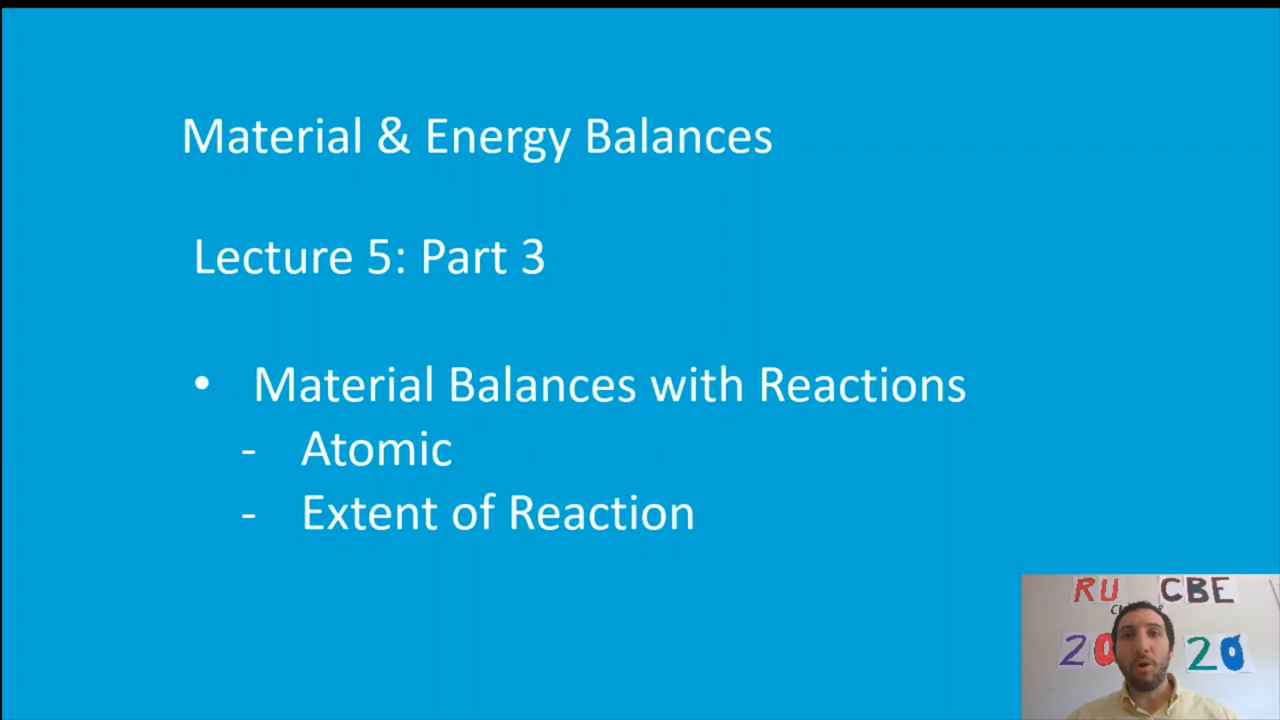 Material & Energy Balances
Lecture 5: Part 3
• Material Balances with Reactions
- Atomic
- Extent of Reaction
RU CBE
20 20